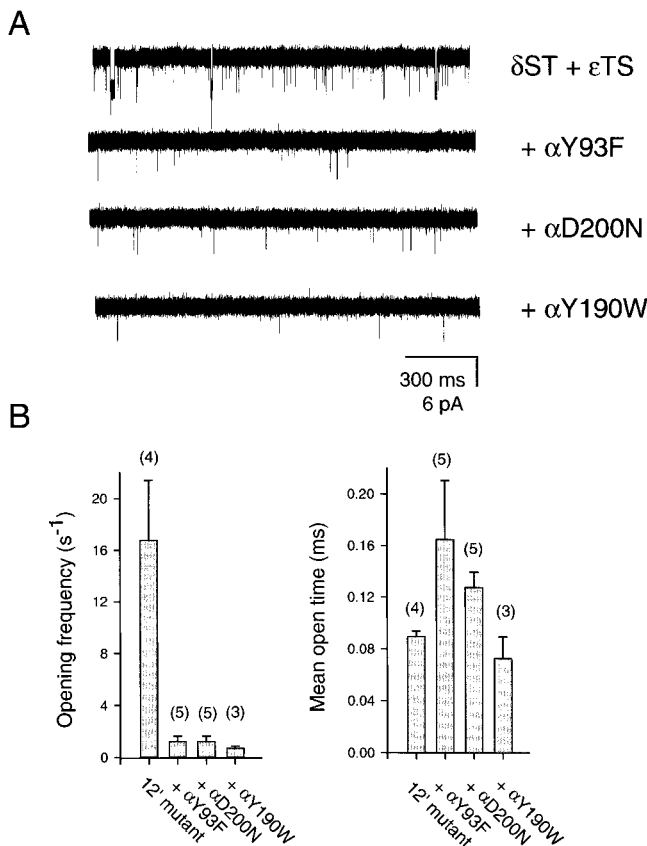 A
δST + εTS
+ αY93F
+ αD200N
+ αY190W
300 ms
6 pA
B
Opening frequency (s⁻¹)
20
16
12
8
4
0
(4)
(5)
(5)
(3)
12' mutant
+ αY93F
+ αD200N
+ αY190W
Mean open time (ms)
0.20
0.16
0.12
0.08
0.04
0.00
(4)
(5)
(5)
(3)
12' mutant
+ αY93F
+ αD200N
+ αY190W